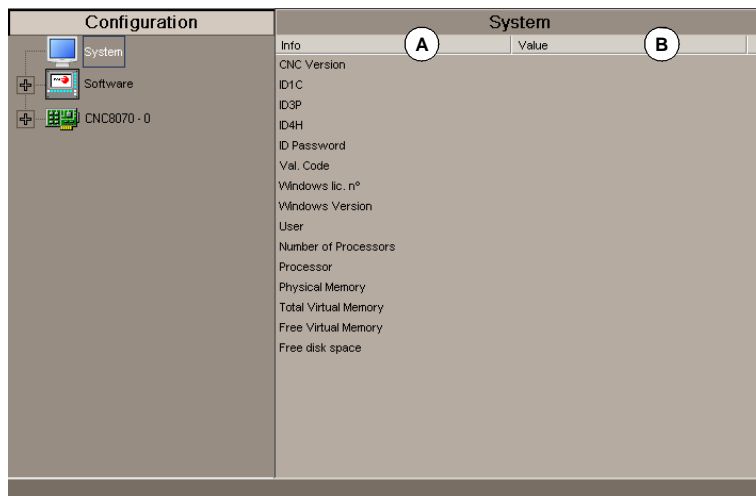 Configuration
System
System
Software
CNC8070 - 0
Info
A
Value
B
CNC Version
ID1C
ID3P
ID4H
ID Password
Val. Code
Windows lic. nº
Windows Version
User
Number of Processors
Processor
Physical Memory
Total Virtual Memory
Free Virtual Memory
Free disk space